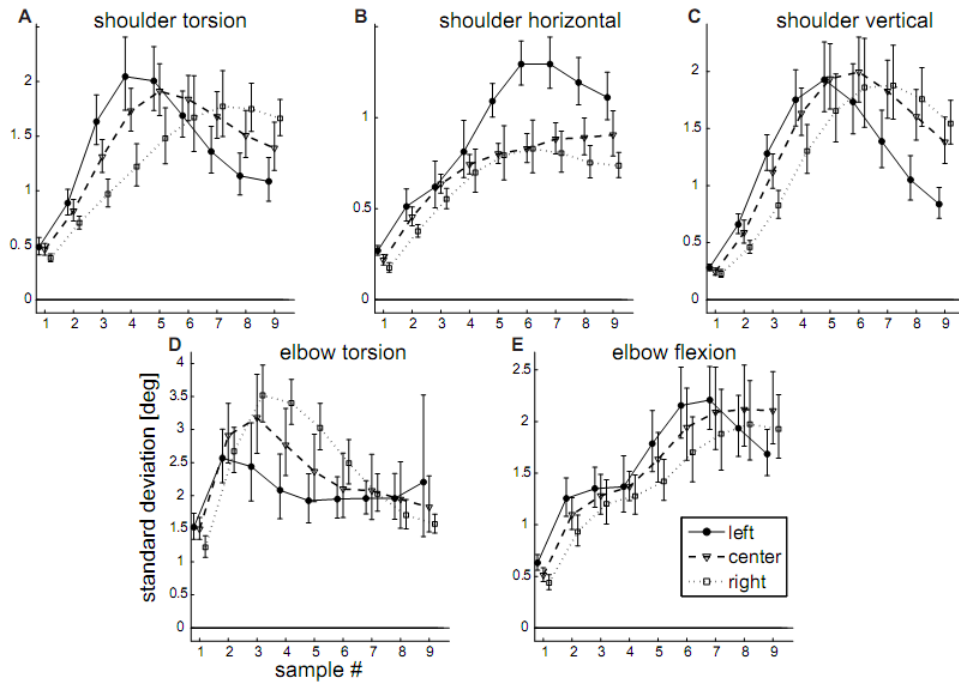 A shoulder torsion
B shoulder horizontal
C shoulder vertical
2
1.5
1
0.5
0
1 2 3 4 5 6 7 8 9
1
0.5
0
1 2 3 4 5 6 7 8 9
2
1.5
1
0.5
0
1 2 3 4 5 6 7 8 9
D elbow torsion
E elbow flexion
standard deviation [deg]
4
3.5
3
2.5
2
1.5
1
0.5
0
1 2 3 4 5 6 7 8 9
sample #
2.5
2
1.5
1
0.5
0
1 2 3 4 5 6 7 8 9
left
center
right